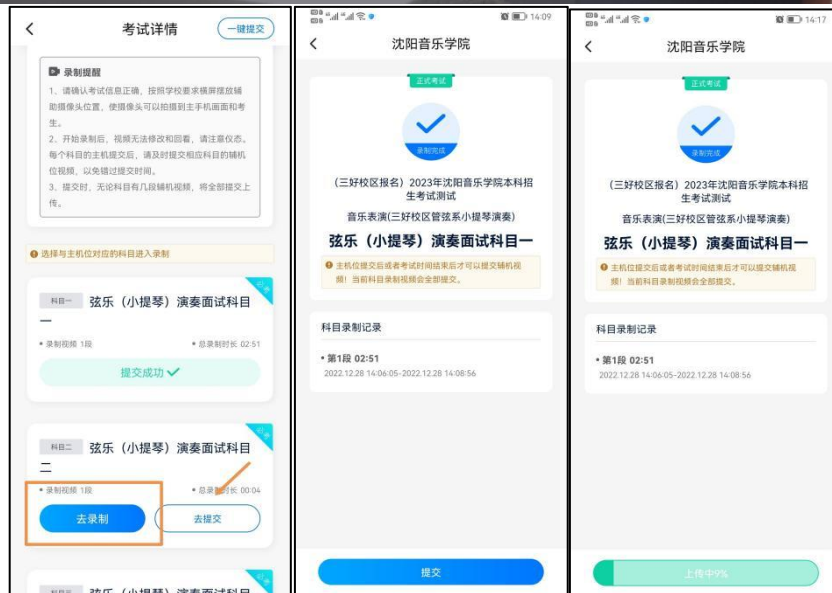 考试详情
一键提交
录制提醒
1、请确认考试信息正确，按照学校要求横屏摆放辅
助摄像头位置，使摄像头可以拍摄到主手机画面和考
生。
2、开始录制后，视频无法修改和回看，请注意仪态。
每个科目的主机提交后，请及时提交相应科目的辅机
位视频，以免错过提交时间。
3、提交时，无论科目有几段辅机视频，将全部提交上
传。
选择与主机位对应的科目进入录制
科目一 弦乐（小提琴）演奏面试科目
一
• 录制视频 1段
• 总录制时长 02:51
提交成功
科目二 弦乐（小提琴）演奏面试科目
二
• 录制视频 1段
• 总录制时长 00:04
去录制
去提交
弦乐（小提琴）演奏面试科目
14:09
沈阳音乐学院
正式考试
录制完成
（三好校区报名）2023年沈阳音乐学院本科招
生考试测试
音乐表演(三好校区管弦系小提琴演奏)
弦乐（小提琴）演奏面试科目一
主机位提交后或者考试时间结束后才可以提交辅机视
频！当前科目录制视频会全部提交。
科目录制记录
• 第1段 02:51
2022.12.28 14:06:05-2022.12.28 14:08:56
提交
14:17
沈阳音乐学院
正式考试
录制完成
（三好校区报名）2023年沈阳音乐学院本科招
生考试测试
音乐表演(三好校区管弦系小提琴演奏)
弦乐（小提琴）演奏面试科目一
主机位提交后或者考试时间结束后才可以提交辅机视
频！当前科目录制视频会全部提交。
科目录制记录
• 第1段 02:51
2022.12.28 14:06:05-2022.12.28 14:08:56
上传中9%